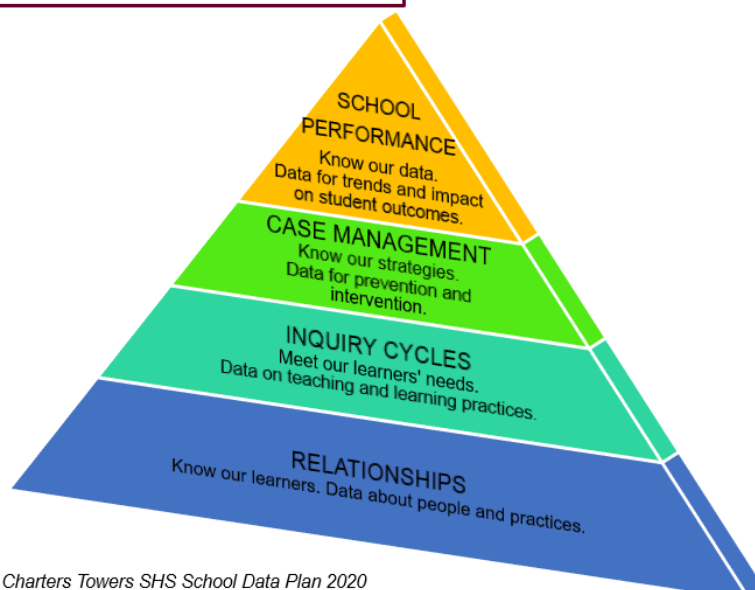 SCHOOL
PERFORMANCE
Know our data.
Data for trends and impact
on student outcomes.
CASE MANAGEMENT
Know our strategies.
Data for prevention and
intervention.
INQUIRY CYCLES
Meet our learners' needs.
Data on teaching and learning practices.
RELATIONSHIPS
Know our learners. Data about people and practices.
Charters Towers SHS School Data Plan 2020